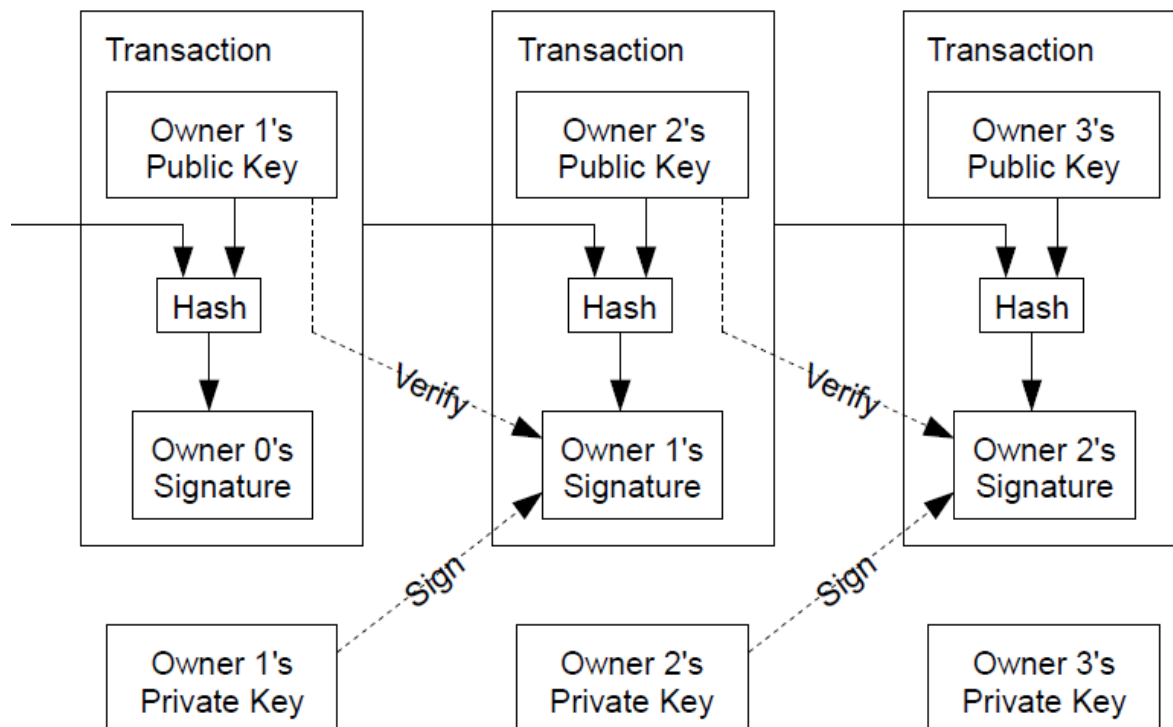 Transaction
Transaction
Transaction
Owner 1's
Public Key
Owner 2's
Public Key
Owner 3's
Public Key
Hash
Hash
Hash
Verify
Verify
Owner 0's
Signature
Owner 1's
Signature
Owner 2's
Signature
Sign
Sign
Owner 1's
Private Key
Owner 2's
Private Key
Owner 3's
Private Key